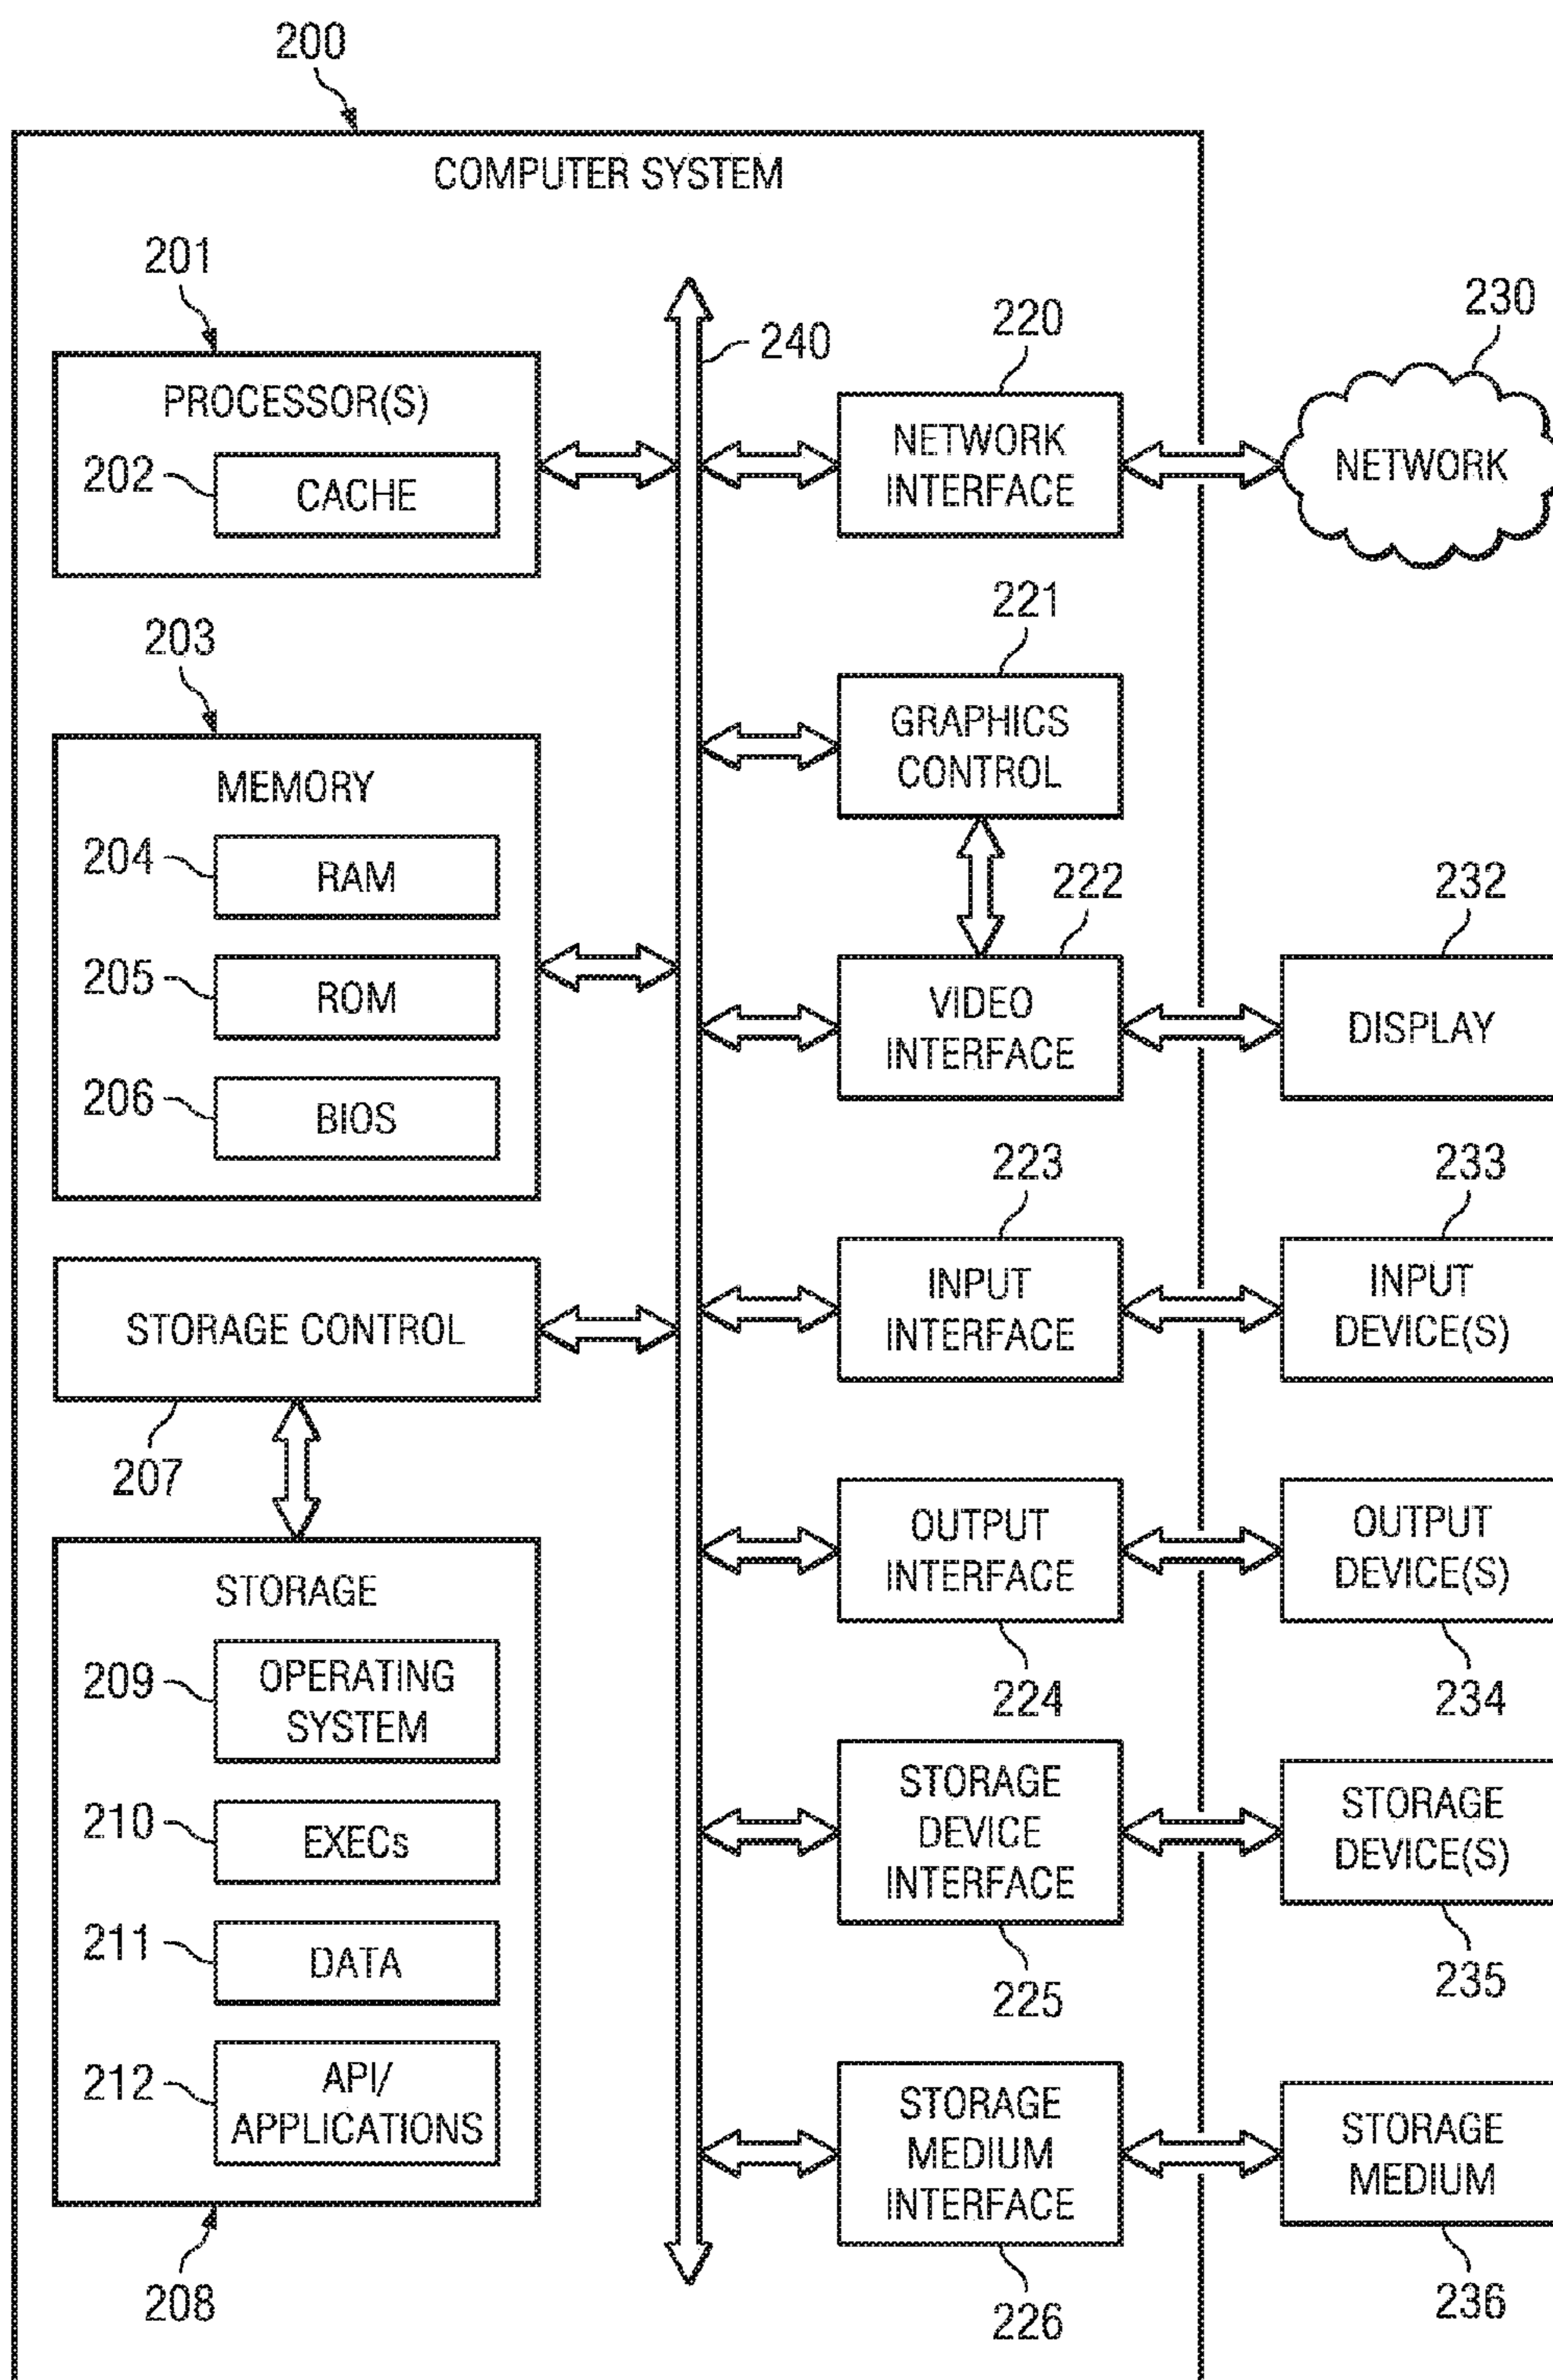 200
COMPUTER SYSTEM
201
PROCESSOR(S)
202
CACHE
203
MEMORY
204
RAM
205
ROM
206
BIOS
STORAGE CONTROL
207
STORAGE
209
OPERATING
SYSTEM
210
EXECs
211
DATA
212
API/
APPLICATIONS
208
240
220
NETWORK
INTERFACE
230
NETWORK
221
GRAPHICS
CONTROL
222
VIDEO
INTERFACE
232
DISPLAY
223
INPUT
INTERFACE
233
INPUT
DEVICE(S)
OUTPUT
INTERFACE
224
OUTPUT
DEVICE(S)
234
STORAGE
DEVICE
INTERFACE
225
STORAGE
DEVICE(S)
235
STORAGE
MEDIUM
INTERFACE
226
STORAGE
MEDIUM
236